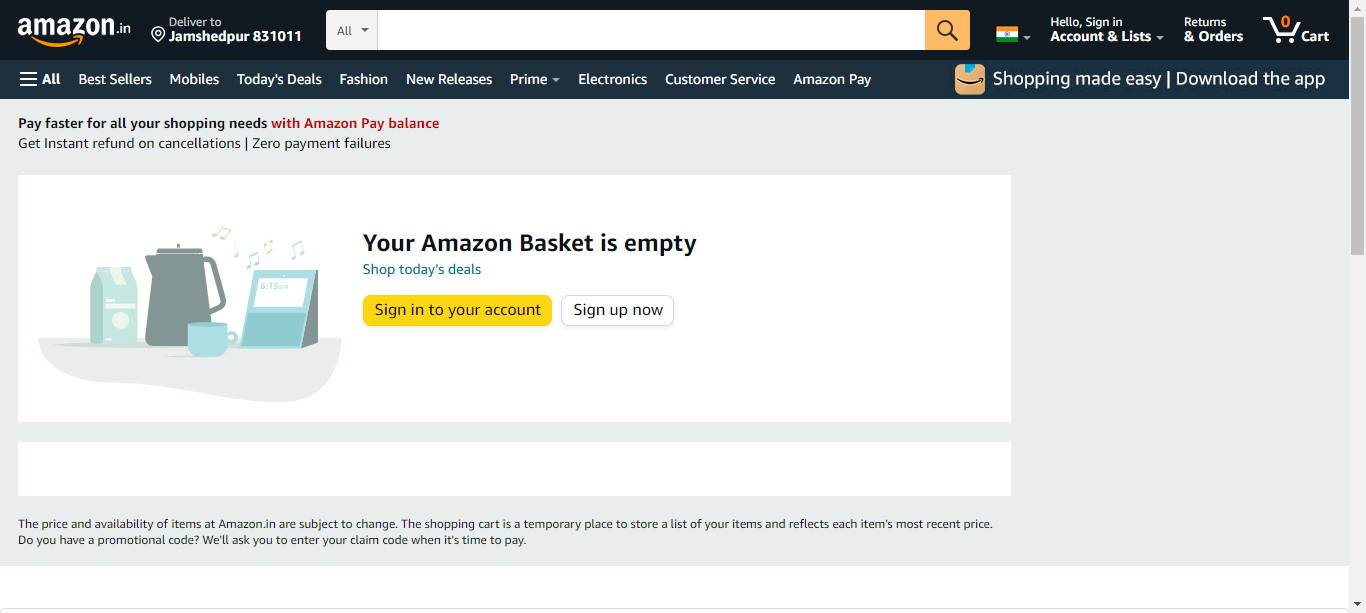 amazon.in
Deliver to
Jamshedpur 831011
All
Hello, Sign in
Account & Lists
Returns
& Orders
0
Cart
All Best Sellers Mobiles Today's Deals Fashion New Releases Prime Electronics Customer Service Amazon Pay
Shopping made easy | Download the app
Pay faster for all your shopping needs with Amazon Pay balance
Get Instant refund on cancellations | Zero payment failures
6:15am
Your Amazon Basket is empty
Shop today's deals
Sign in to your account
Sign up now
The price and availability of items at Amazon.in are subject to change. The shopping cart is a temporary place to store a list of your items and reflects each item's most recent price.
Do you have a promotional code? We'll ask you to enter your claim code when it's time to pay.